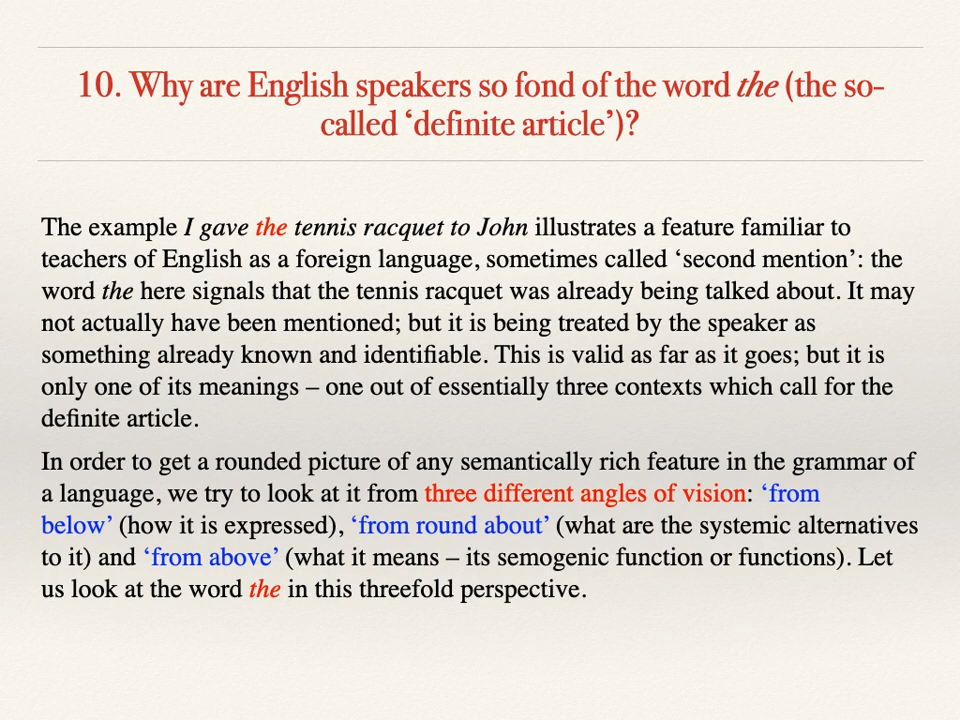 10. Why are English speakers so fond of the word the (the so-
called ‘definite article’)?
The example I gave the tennis racquet to John illustrates a feature familiar to
teachers of English as a foreign language, sometimes called ‘second mention’: the
word the here signals that the tennis racquet was already being talked about. It may
not actually have been mentioned; but it is being treated by the speaker as
something already known and identifiable. This is valid as far as it goes; but it is
only one of its meanings – one out of essentially three contexts which call for the
definite article.
In order to get a rounded picture of any semantically rich feature in the grammar of
a language, we try to look at it from three different angles of vision: ‘from
below’ (how it is expressed), ‘from round about’ (what are the systemic alternatives
to it) and ‘from above’ (what it means – its semogenic function or functions). Let
us look at the word the in this threefold perspective.